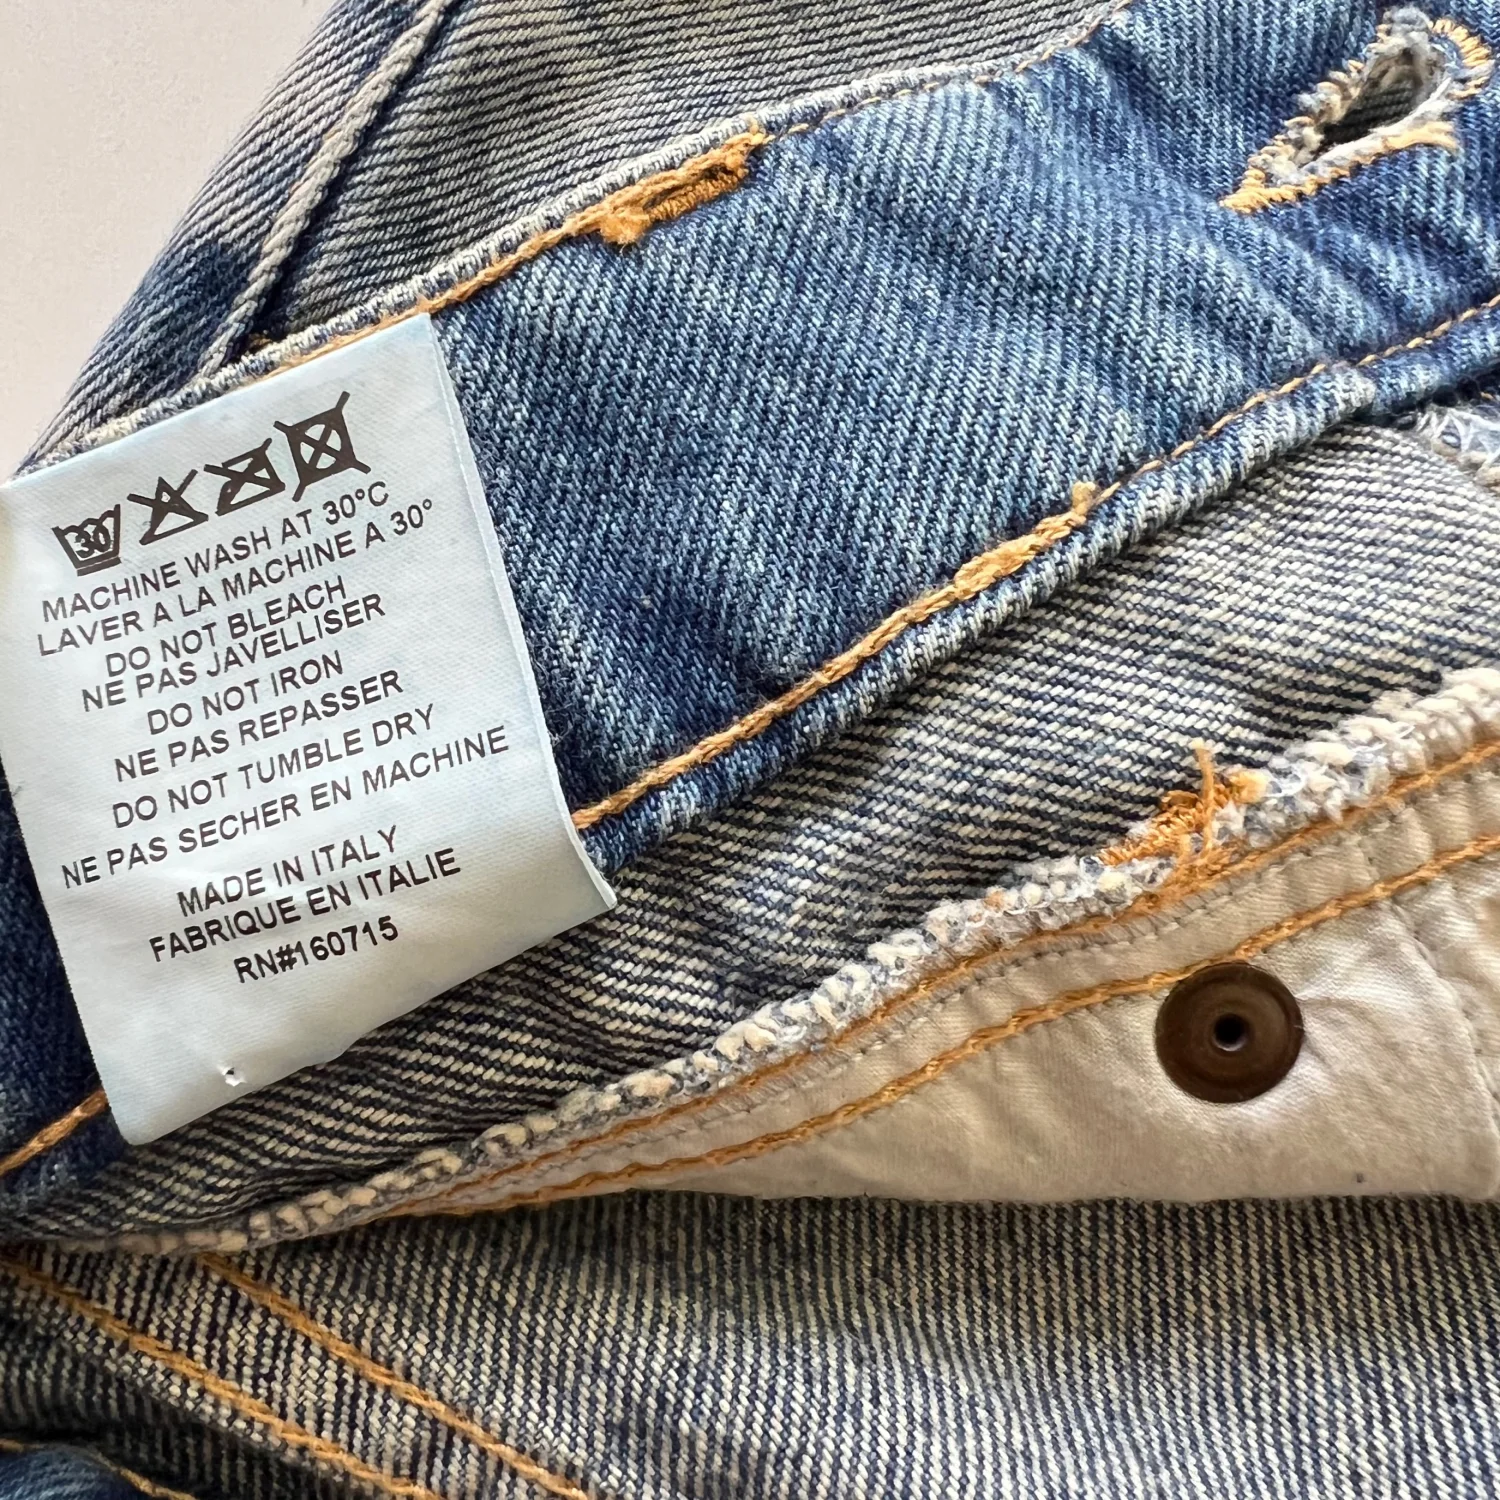 30
MACHINE WASH AT 30°C
LAVER A LA MACHINE A 30°
DO NOT BLEACH
NE PAS JAVELLISER
DO NOT IRON
NE PAS REPASSER
DO NOT TUMBLE DRY
NE PAS SECHER EN MACHINE
MADE IN ITALY
FABRIQUE EN ITALIE
RN#160715